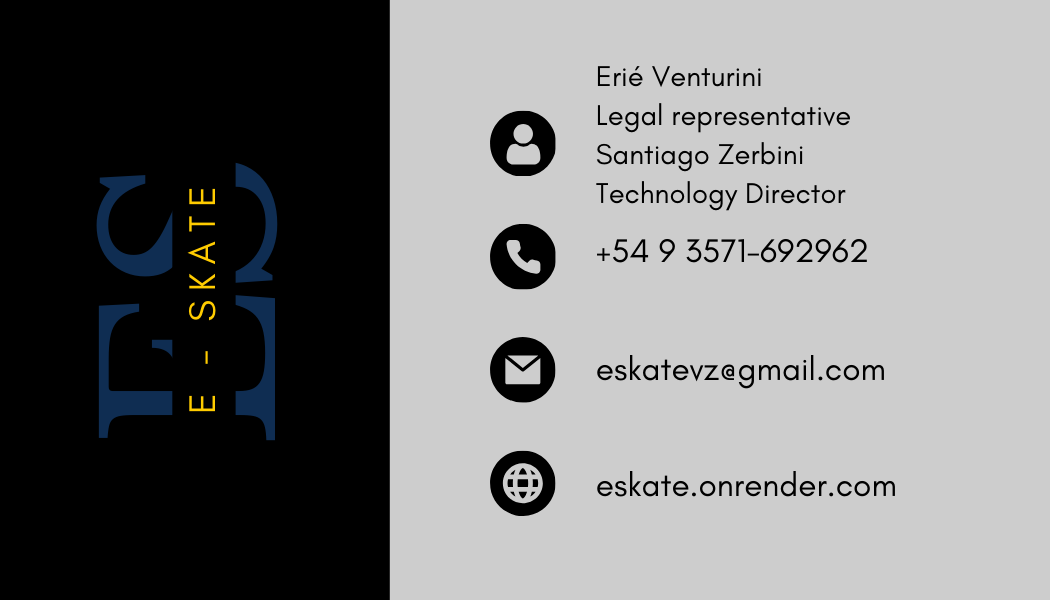 ES
E - SKATE
Erié Venturini
Legal representative
Santiago Zerbini
Technology Director
+54 9 3571-692962
eskatevz@gmail.com
eskate.onrender.com